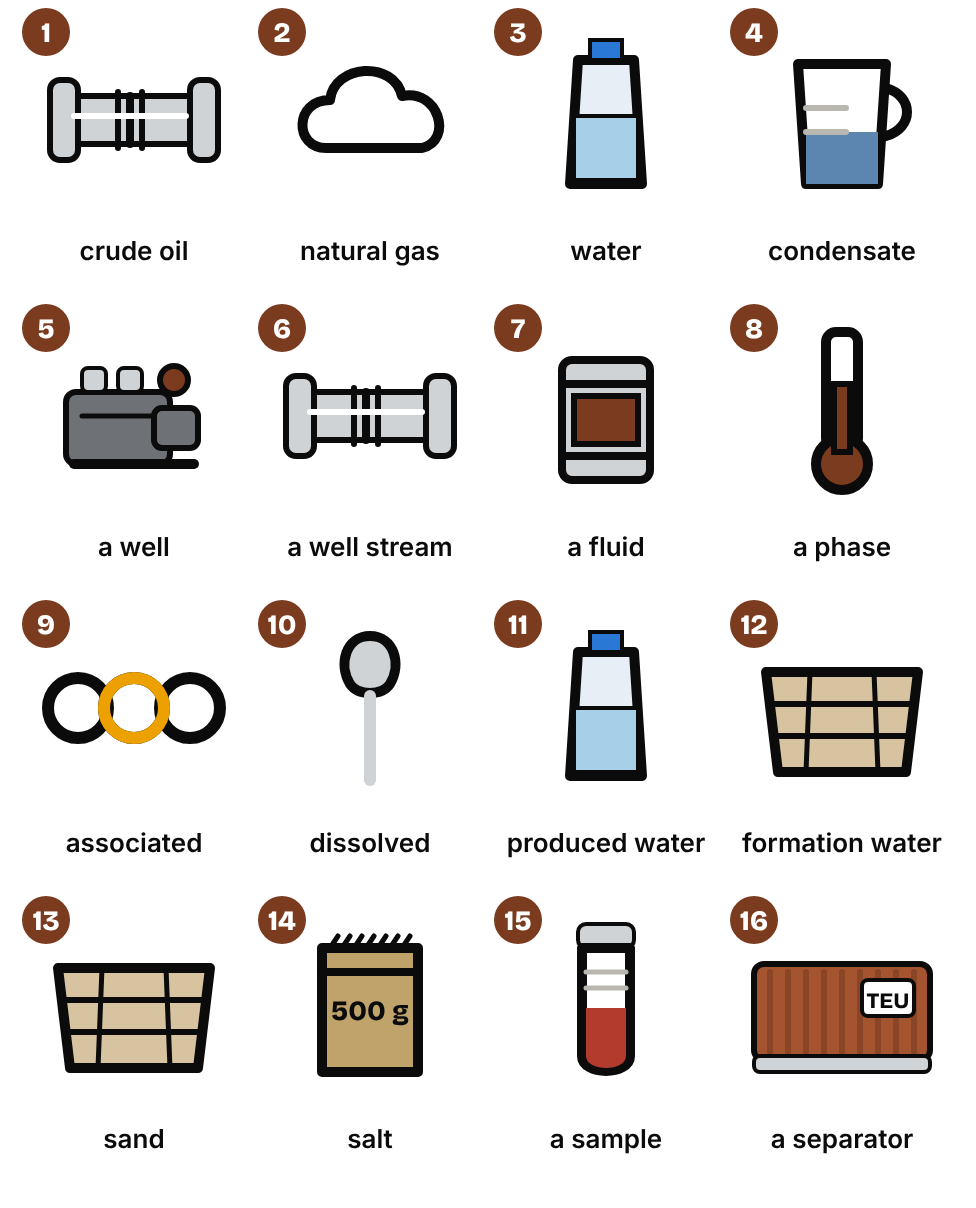 1
2
3
4
crude oil
natural gas
water
condensate
5
6
7
8
a well
a well stream
a fluid
a phase
9
10
11
12
associated
dissolved
produced water
formation water
13
14
15
16
500 g
TEU
sand
salt
a sample
a separator